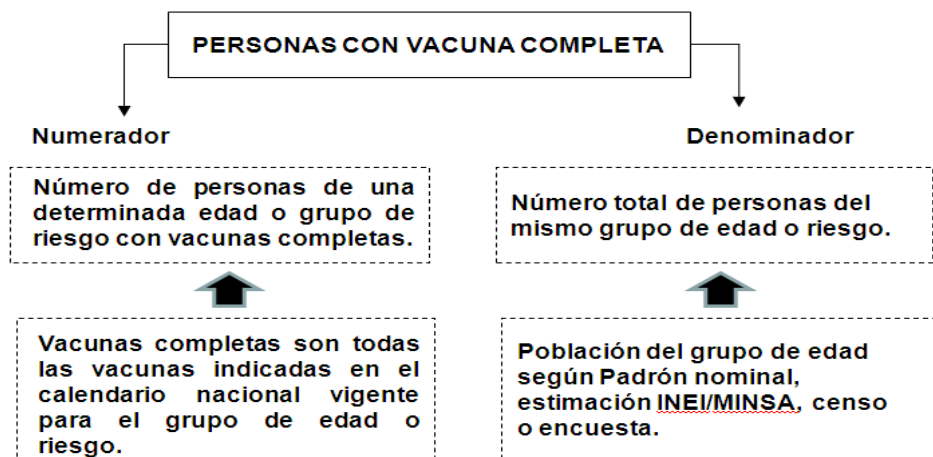 PERSONAS CON VACUNA COMPLETA
Numerador
Denominador
Número de personas de una
determinada edad o grupo de
riesgo con vacunas completas.
Número total de personas del
mismo grupo de edad o riesgo.
Vacunas completas son todas
las vacunas indicadas en el
calendario nacional vigente
para el grupo de edad o
riesgo.
Población del grupo de edad
según Padrón nominal,
estimación INEI/MINSA, censo
o encuesta.